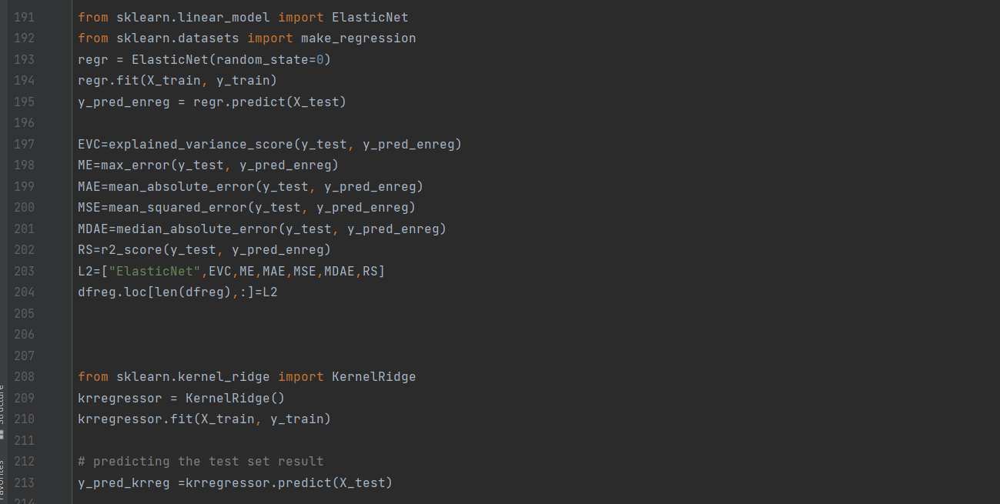 191 from sklearn.linear_model import ElasticNet
192 from sklearn.datasets import make_regression
193 regr = ElasticNet(random_state=0)
194 regr.fit(X_train, y_train)
195 y_pred_enreg = regr.predict(X_test)
196
197 EVC=explained_variance_score(y_test, y_pred_enreg)
198 ME=max_error(y_test, y_pred_enreg)
199 MAE=mean_absolute_error(y_test, y_pred_enreg)
200 MSE=mean_squared_error(y_test, y_pred_enreg)
201 MDAE=median_absolute_error(y_test, y_pred_enreg)
202 RS=r2_score(y_test, y_pred_enreg)
203 L2=["ElasticNet",EVC,ME,MAE,MSE,MDAE,RS]
204 dfreg.loc[len(dfreg),:]=L2
205
206
207
208 from sklearn.kernel_ridge import KernelRidge
209 krregressor = KernelRidge()
210 krregressor.fit(X_train, y_train)
211
212 # predicting the test set result
213 y_pred_krreg =krregressor.predict(X_test)
214
Structure
Favorites